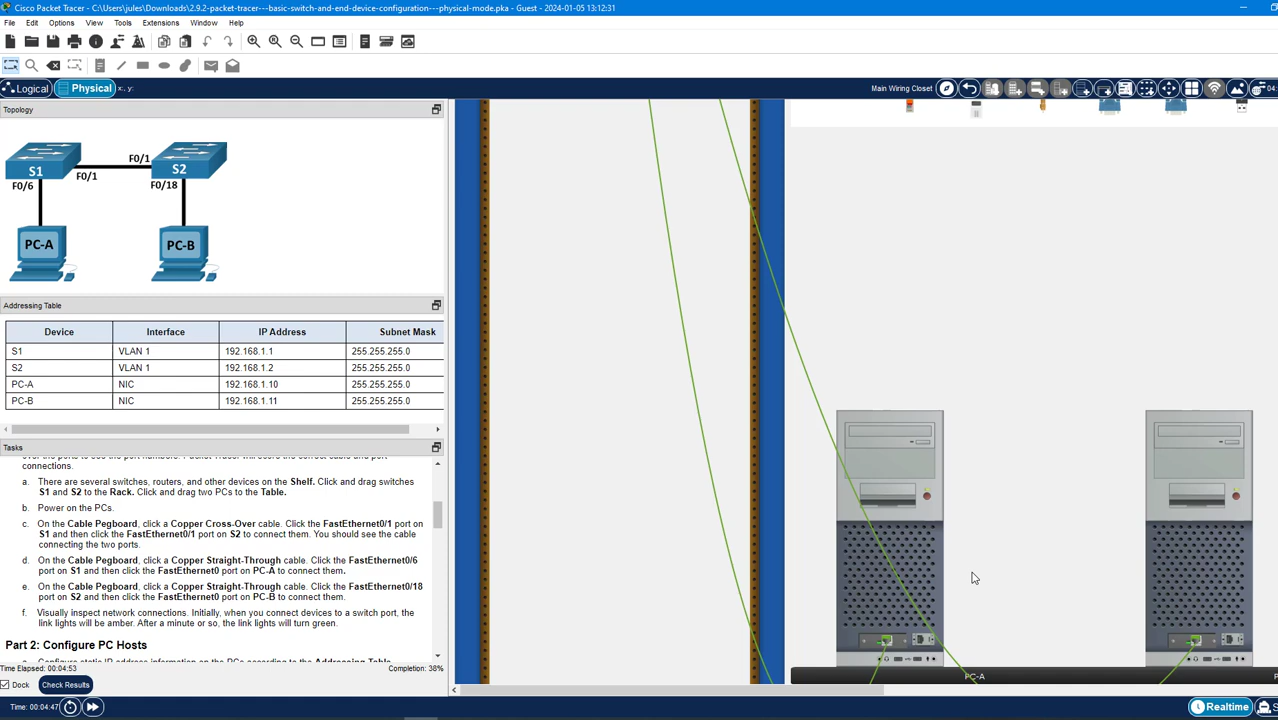 Cisco Packet Tracer - C:\Users\jules\Downloads\2.9.2-packet-tracer---basic-switch-and-end-device-configuration---physical-mode.pka - Guest - 2024-01-05 13:12:31
File Edit Options View Tools Extensions Window Help
Logical Physical x: , y:
Main Wiring Closet
04:
Topology
S1
F0/6
F0/1
F0/1
S2
F0/18
PC-A
PC-B
Addressing Table
Device Interface IP Address Subnet Mask
S1 VLAN 1 192.168.1.1 255.255.255.0
S2 VLAN 1 192.168.1.2 255.255.255.0
PC-A NIC 192.168.1.10 255.255.255.0
PC-B NIC 192.168.1.11 255.255.255.0
Tasks
connections.
a. There are several switches, routers, and other devices on the Shelf. Click and drag switches
S1 and S2 to the Rack. Click and drag two PCs to the Table.
b. Power on the PCs.
c. On the Cable Pegboard, click a Copper Cross-Over cable. Click the FastEthernet0/1 port on
S1 and then click the FastEthernet0/1 port on S2 to connect them. You should see the cable
connecting the two ports.
d. On the Cable Pegboard, click a Copper Straight-Through cable. Click the FastEthernet0/6
port on S1 and then click the FastEthernet0 port on PC-A to connect them.
e. On the Cable Pegboard, click a Copper Straight-Through cable. Click the FastEthernet0/18
port on S2 and then click the FastEthernet0 port on PC-B to connect them.
f. Visually inspect network connections. Initially, when you connect devices to a switch port, the
link lights will be amber. After a minute or so, the link lights will turn green.
Part 2: Configure PC Hosts
a. Configure static IP address information on the PCs according to the Addressing Table
Time Elapsed: 00:04:53 Completion: 38%
Dock Check Results
PC-A
Time: 00:04:47
Realtime